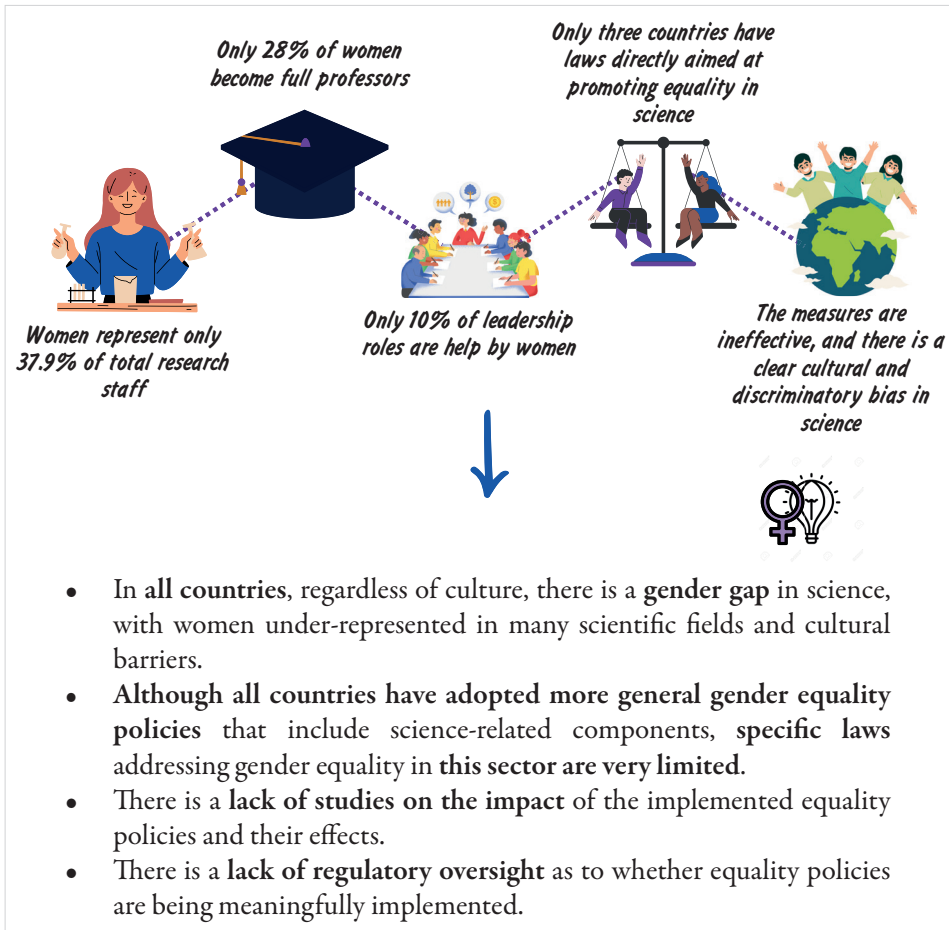 Only 28% of women
become full professors
Only three countries have
laws directly aimed at
promoting equality in
science
Women represent only
37.9% of total research
staff
Only 10% of leadership
roles are help by women
The measures are
ineffective, and there is a
clear cultural and
discriminatory bias in
science
• In all countries, regardless of culture, there is a gender gap in science,
with women under-represented in many scientific fields and cultural
barriers.
• Although all countries have adopted more general gender equality
policies that include science-related components, specific laws
addressing gender equality in this sector are very limited.
• There is a lack of studies on the impact of the implemented equality
policies and their effects.
• There is a lack of regulatory oversight as to whether equality policies
are being meaningfully implemented.